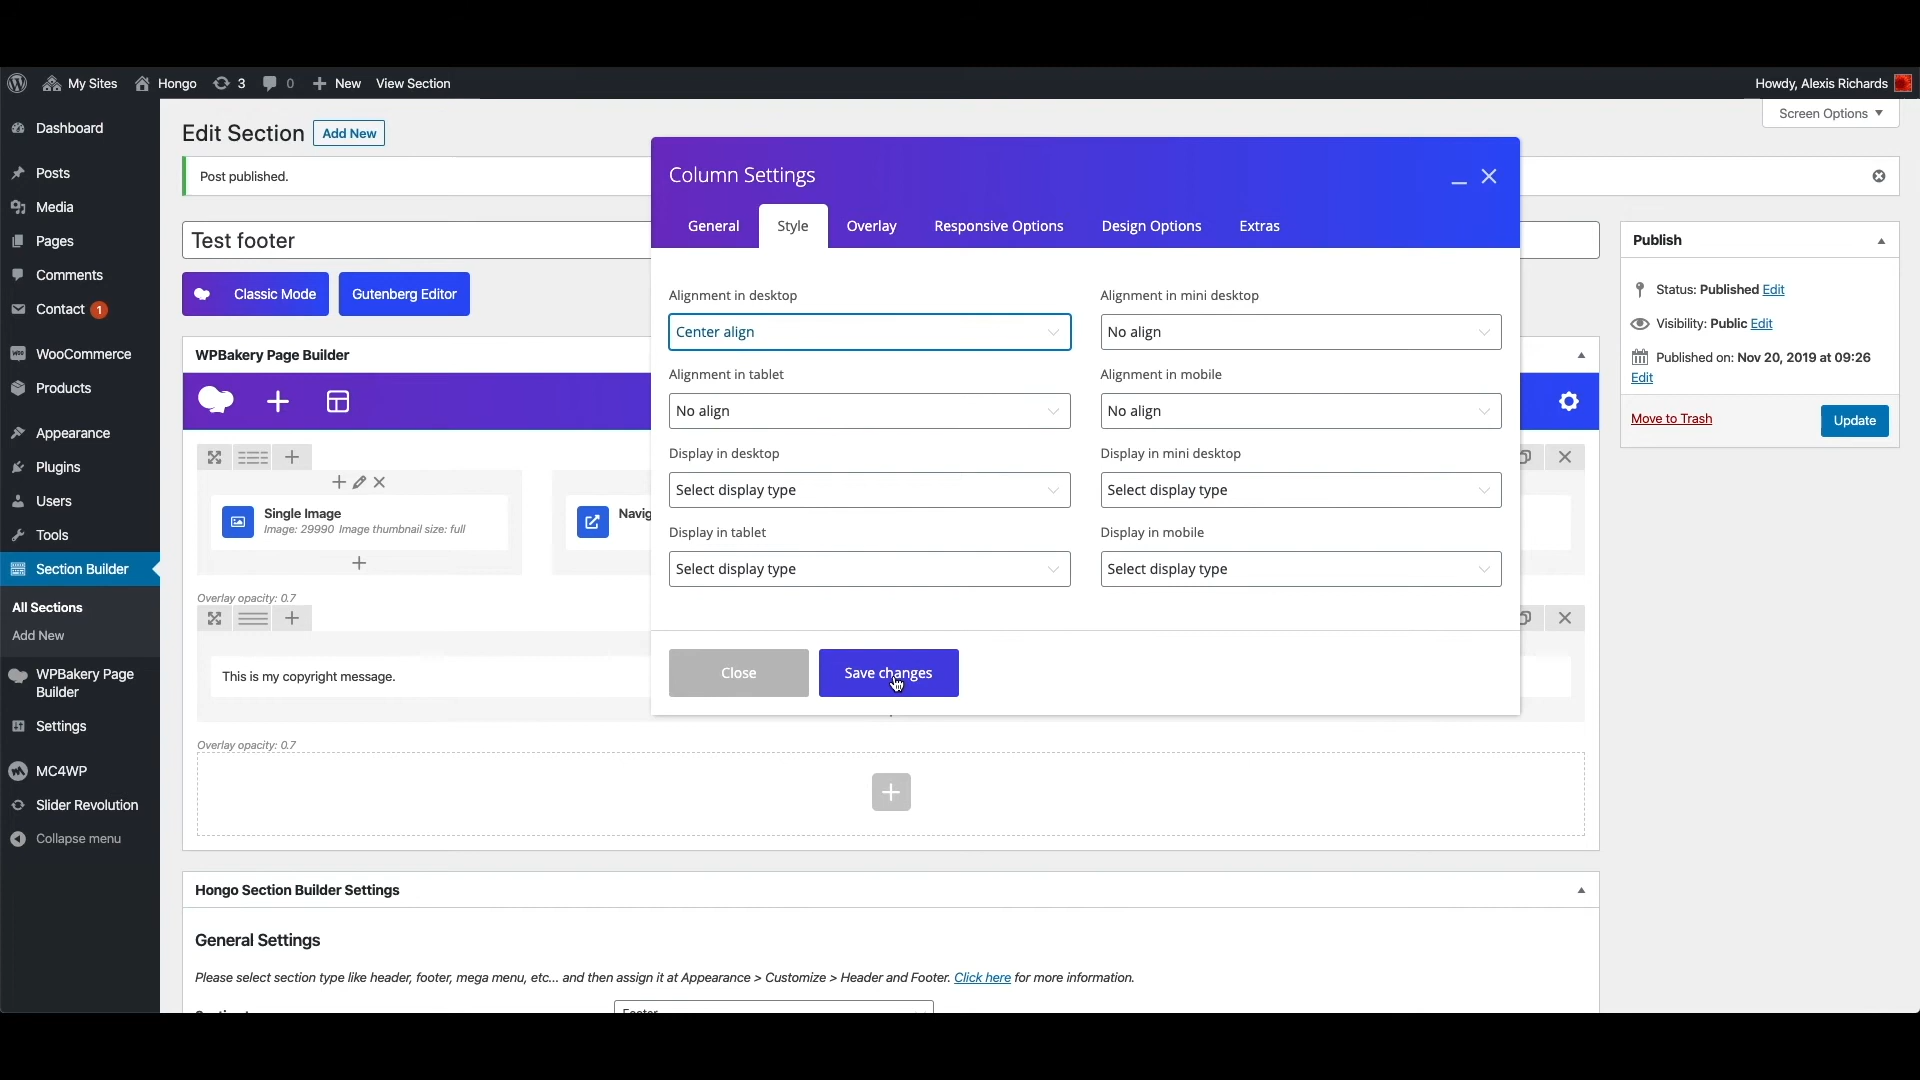 My Sites
Hongo
3
0
New
View Section
Howdy, Alexis Richards
Screen Options
Dashboard
Posts
Media
Pages
Comments
Contact 1
WooCommerce
Products
Appearance
Plugins
Users
Tools
Section Builder
All Sections
Add New
WPBakery Page
Builder
Settings
MC4WP
Slider Revolution
Collapse menu
Edit Section
Add New
Post published.
Test footer
Classic Mode
Gutenberg Editor
WPBakery Page Builder
Single Image
Image: 29990 Image thumbnail size: full
Overlay opacity: 0.7
This is my copyright message.
Overlay opacity: 0.7
Column Settings
General
Style
Overlay
Responsive Options
Design Options
Extras
Alignment in desktop
Center align
Alignment in mini desktop
No align
Alignment in tablet
No align
Alignment in mobile
No align
Display in desktop
Select display type
Display in mini desktop
Select display type
Display in tablet
Select display type
Display in mobile
Select display type
Close
Save changes
Publish
Status: Published Edit
Visibility: Public Edit
Published on: Nov 20, 2019 at 09:26
Edit
Move to Trash
Update
Hongo Section Builder Settings
General Settings
Please select section type like header, footer, mega menu, etc... and then assign it at Appearance > Customize > Header and Footer. Click here for more information.